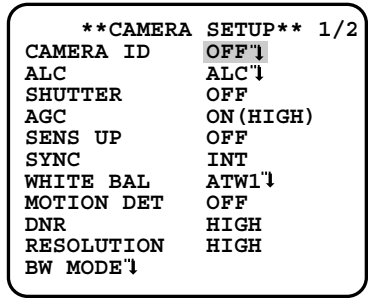 **CAMERA SETUP** 1/2
CAMERA ID OFF
ALC ALC
SHUTTER OFF
AGC ON(HIGH)
SENS UP OFF
SYNC INT
WHITE BAL ATW1
MOTION DET OFF
DNR HIGH
RESOLUTION HIGH
BW MODE